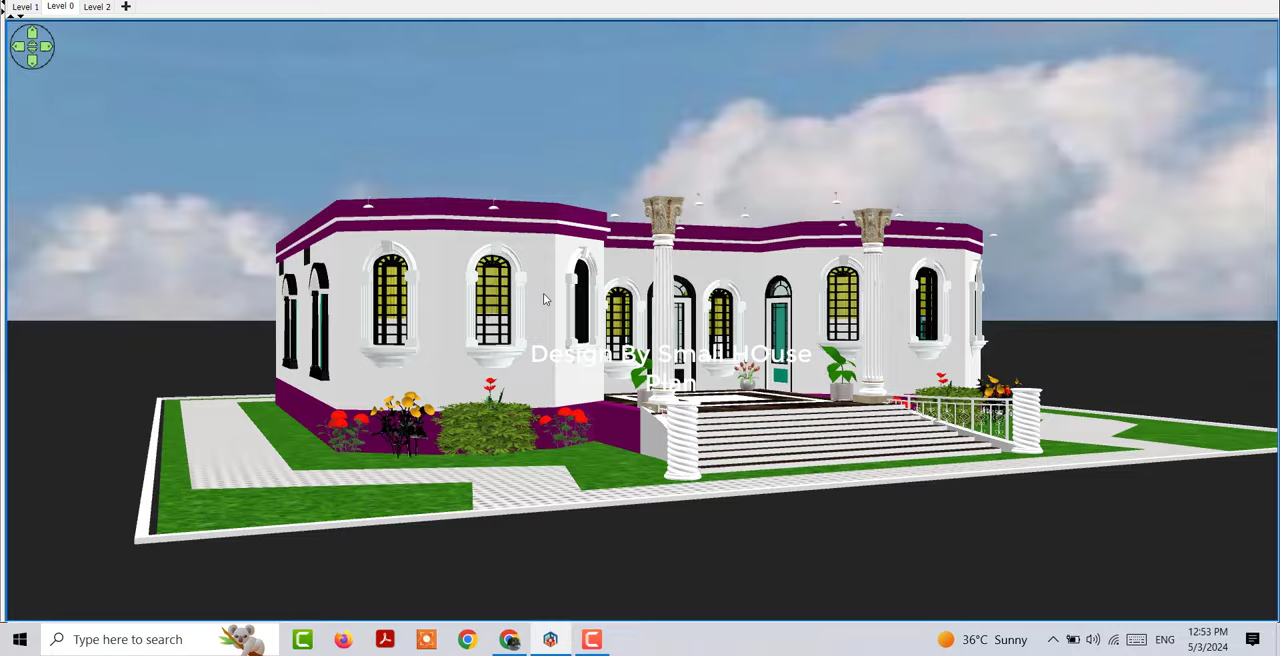 Level 1 Level 0 Level 2 +
Design By Small HOuse
Plan
Type here to search
36°C Sunny
ENG
12:53 PM
5/3/2024